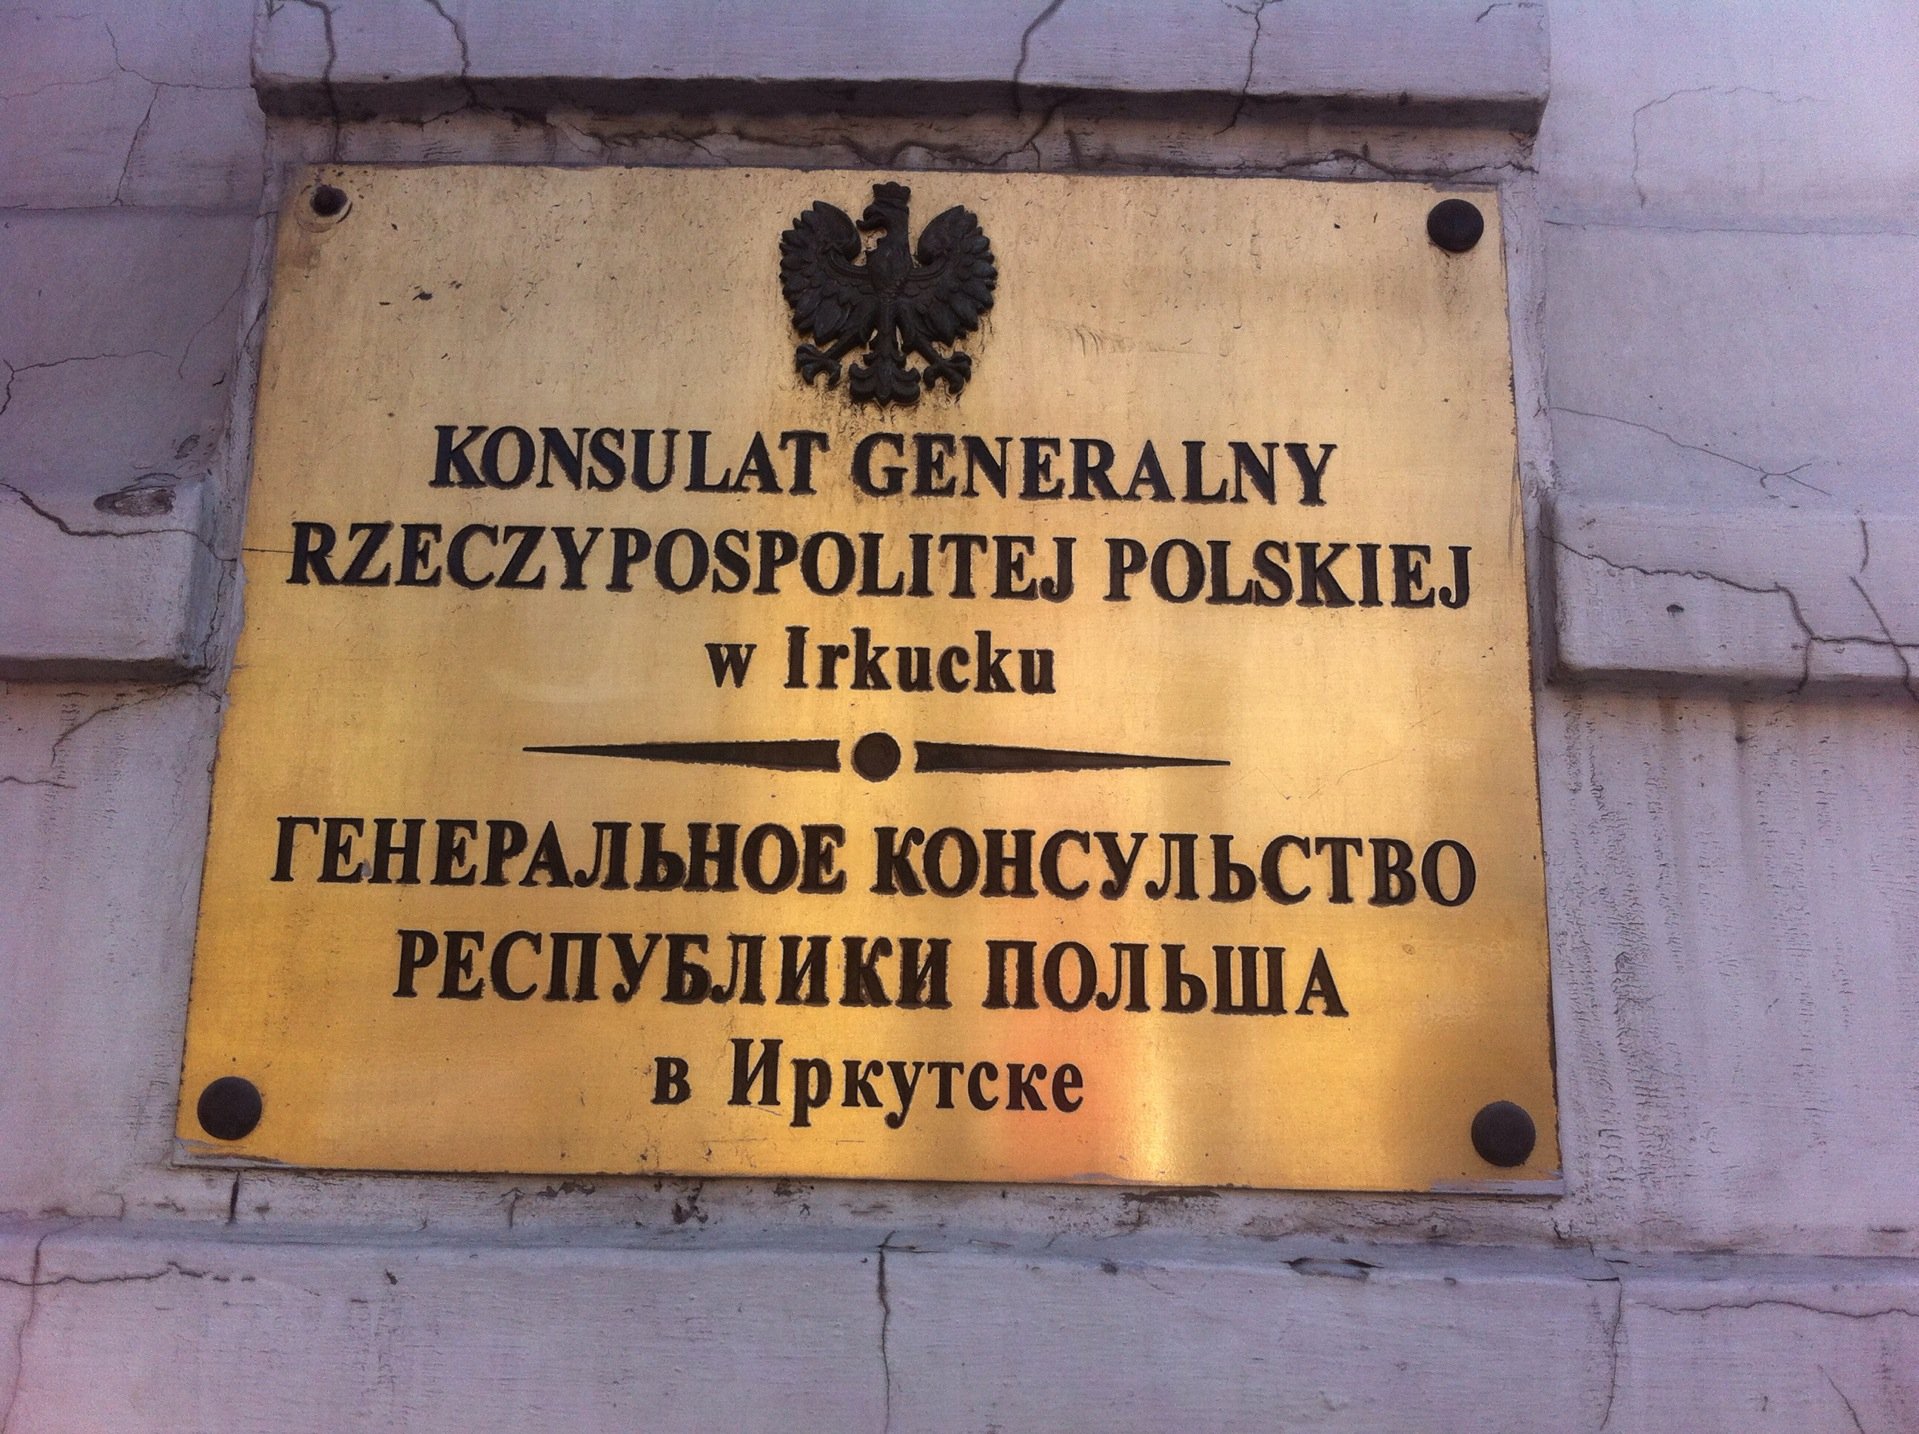 KONSULAT GENERALNY
RZECZYPOSPOLITEJ POLSKIEJ
w Irkucku
ГЕНЕРАЛЬНОЕ КОНСУЛЬСТВО
РЕСПУБЛИКИ ПОЛЬША
в Иркутске